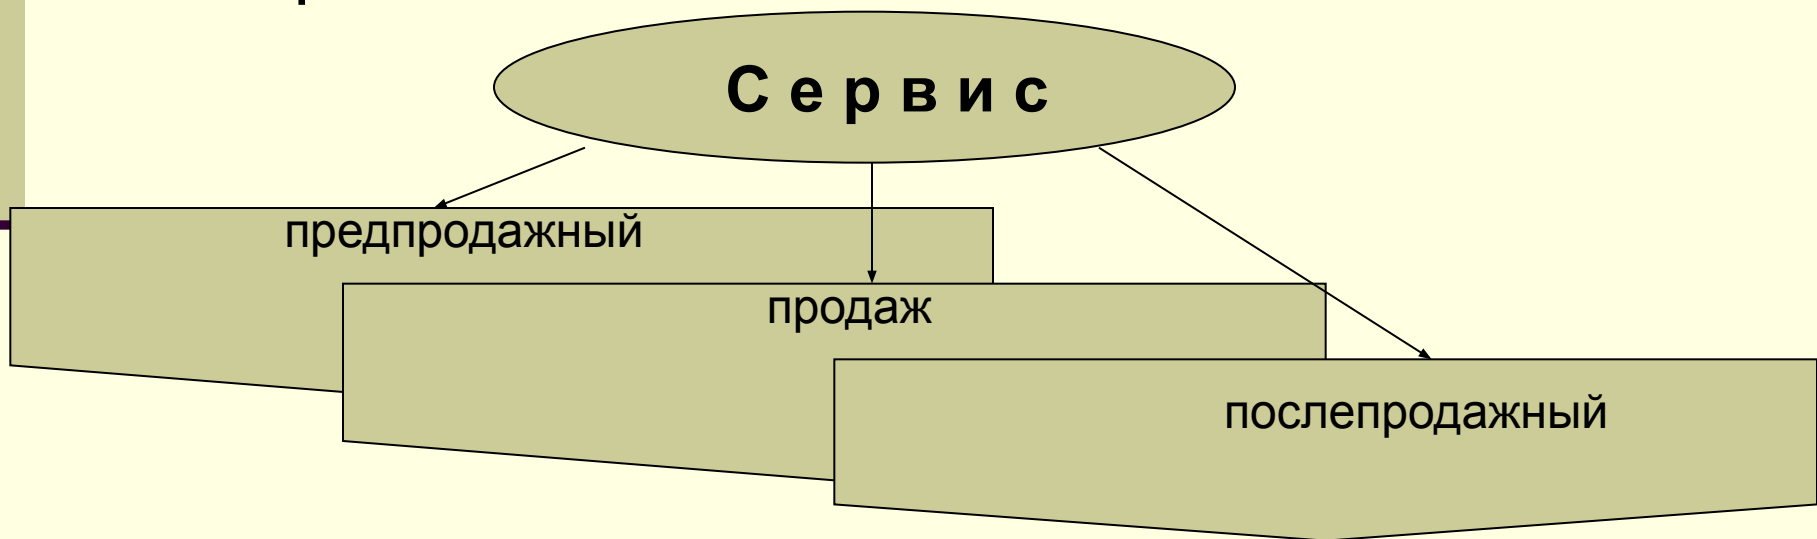 С е р в и с
предпродажный
продаж
послепродажный